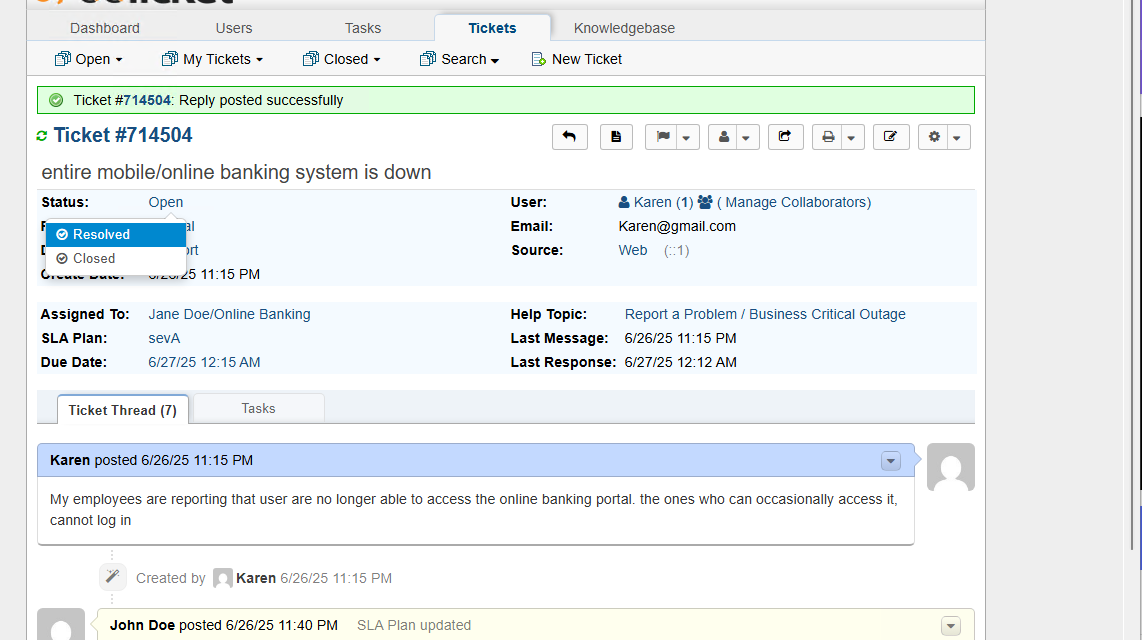 Dashboard Users Tasks Tickets Knowledgebase
Open My Tickets Closed Search New Ticket
Ticket #714504: Reply posted successfully
Ticket #714504
entire mobile/online banking system is down
Status: Open
Resolved
Closed
Create Date: 6/26/25 11:15 PM
User: Karen (1) ( Manage Collaborators)
Email: Karen@gmail.com
Source: Web (::1)
Assigned To: Jane Doe/Online Banking
SLA Plan: sevA
Due Date: 6/27/25 12:15 AM
Help Topic: Report a Problem / Business Critical Outage
Last Message: 6/26/25 11:15 PM
Last Response: 6/27/25 12:12 AM
Ticket Thread (7) Tasks
Karen posted 6/26/25 11:15 PM
My employees are reporting that user are no longer able to access the online banking portal. the ones who can occasionally access it,
cannot log in
Created by Karen 6/26/25 11:15 PM
John Doe posted 6/26/25 11:40 PM SLA Plan updated